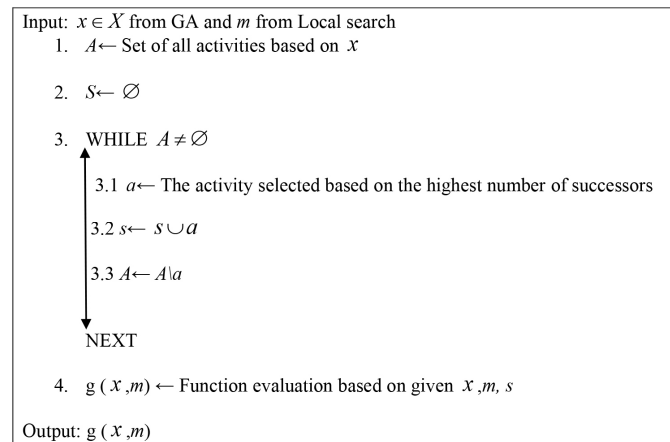 Input: x ∈ X from GA and m from Local search
1. A← Set of all activities based on x
2. S← ∅
3. WHILE A ≠ ∅
3.1 a← The activity selected based on the highest number of successors
3.2 s← s∪a
3.3 A← A\a
NEXT
4. g ( x ,m) ← Function evaluation based on given x ,m, s
Output: g ( x ,m)